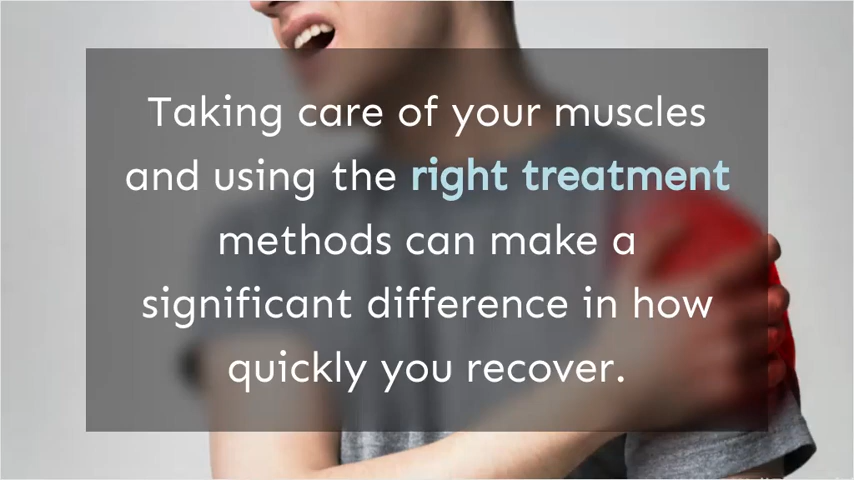 Taking care of your muscles
and using the right treatment
methods can make a
significant difference in how
quickly you recover.